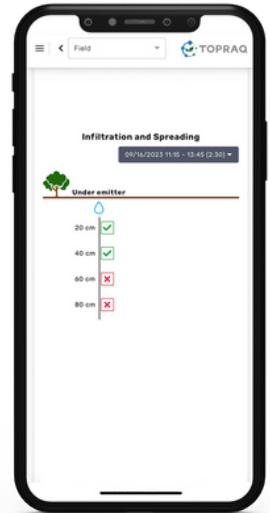 Field
TOPRAQ
Infiltration and Spreading
09/16/2023 11:15 - 13:45 (2:30)
Under emitter
20 cm
40 cm
60 cm
80 cm